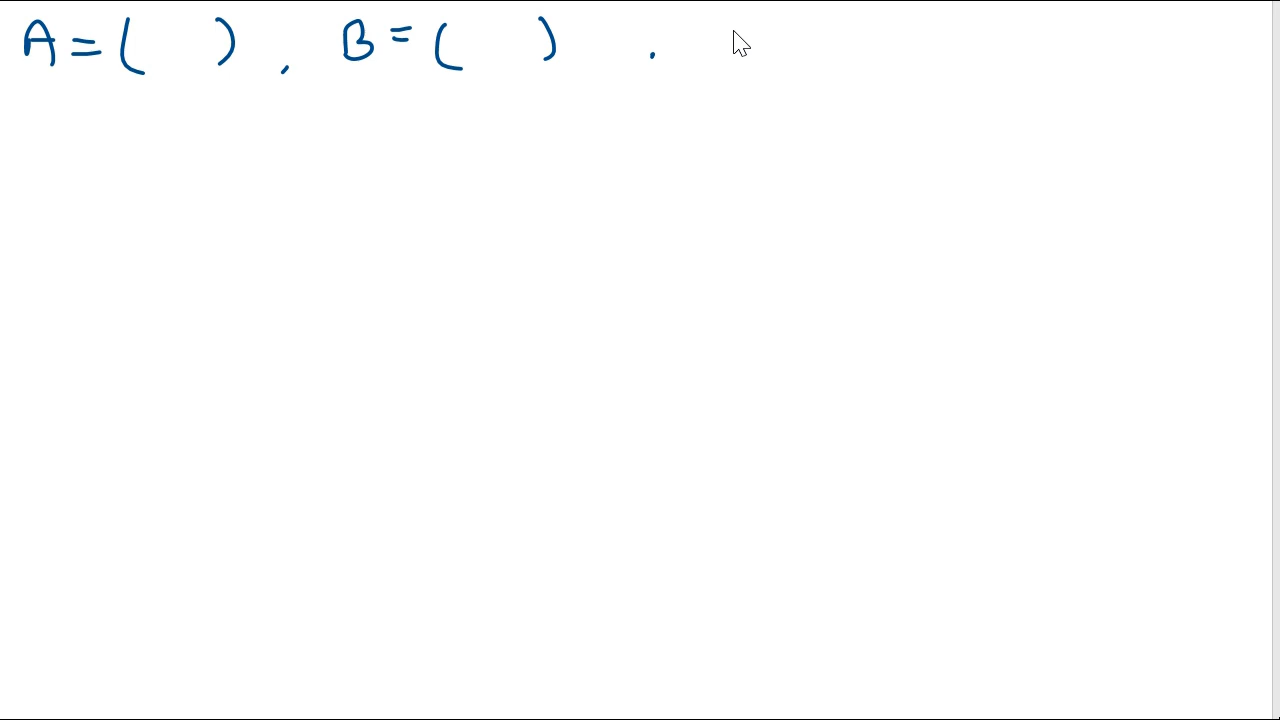 A = (   ) , B = (   ) .